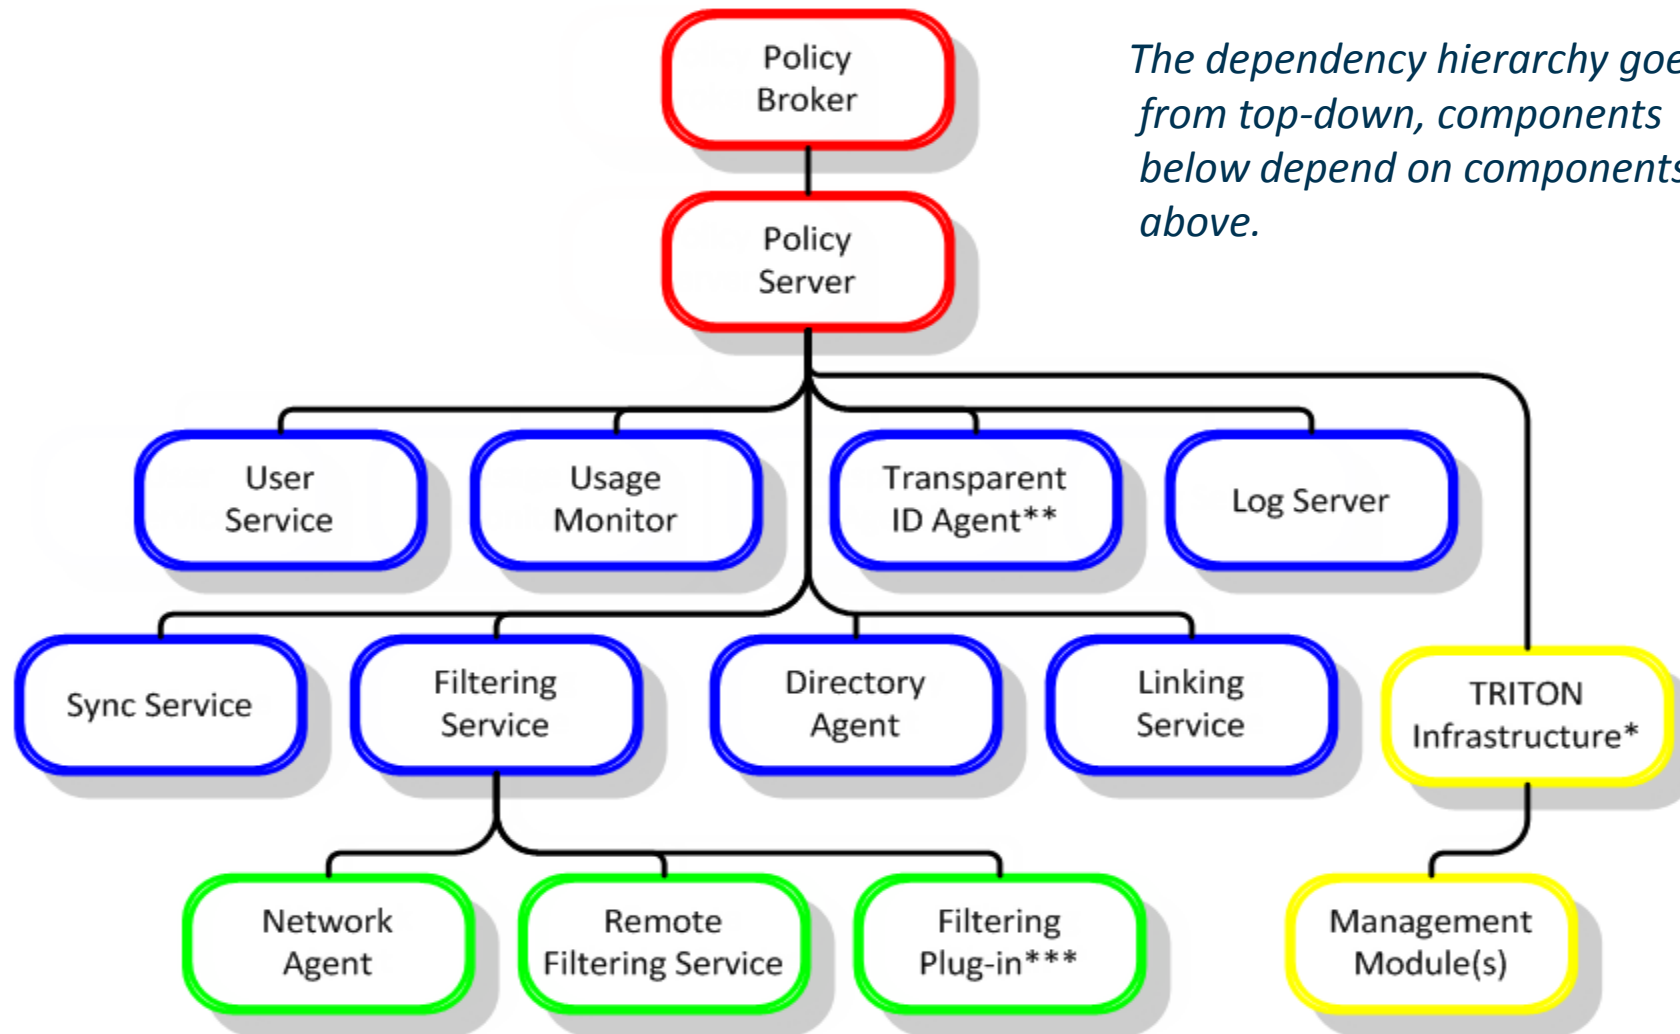 Policy
Broker
The dependency hierarchy goe
from top-down, components
below depend on components
above.
Policy
Server
User
Service
Usage
Monitor
Transparent
ID Agent**
Log Server
Sync Service
Filtering
Service
Directory
Agent
Linking
Service
TRITON
Infrastructure*
Network
Agent
Remote
Filtering Service
Filtering
Plug-in***
Management
Module(s)